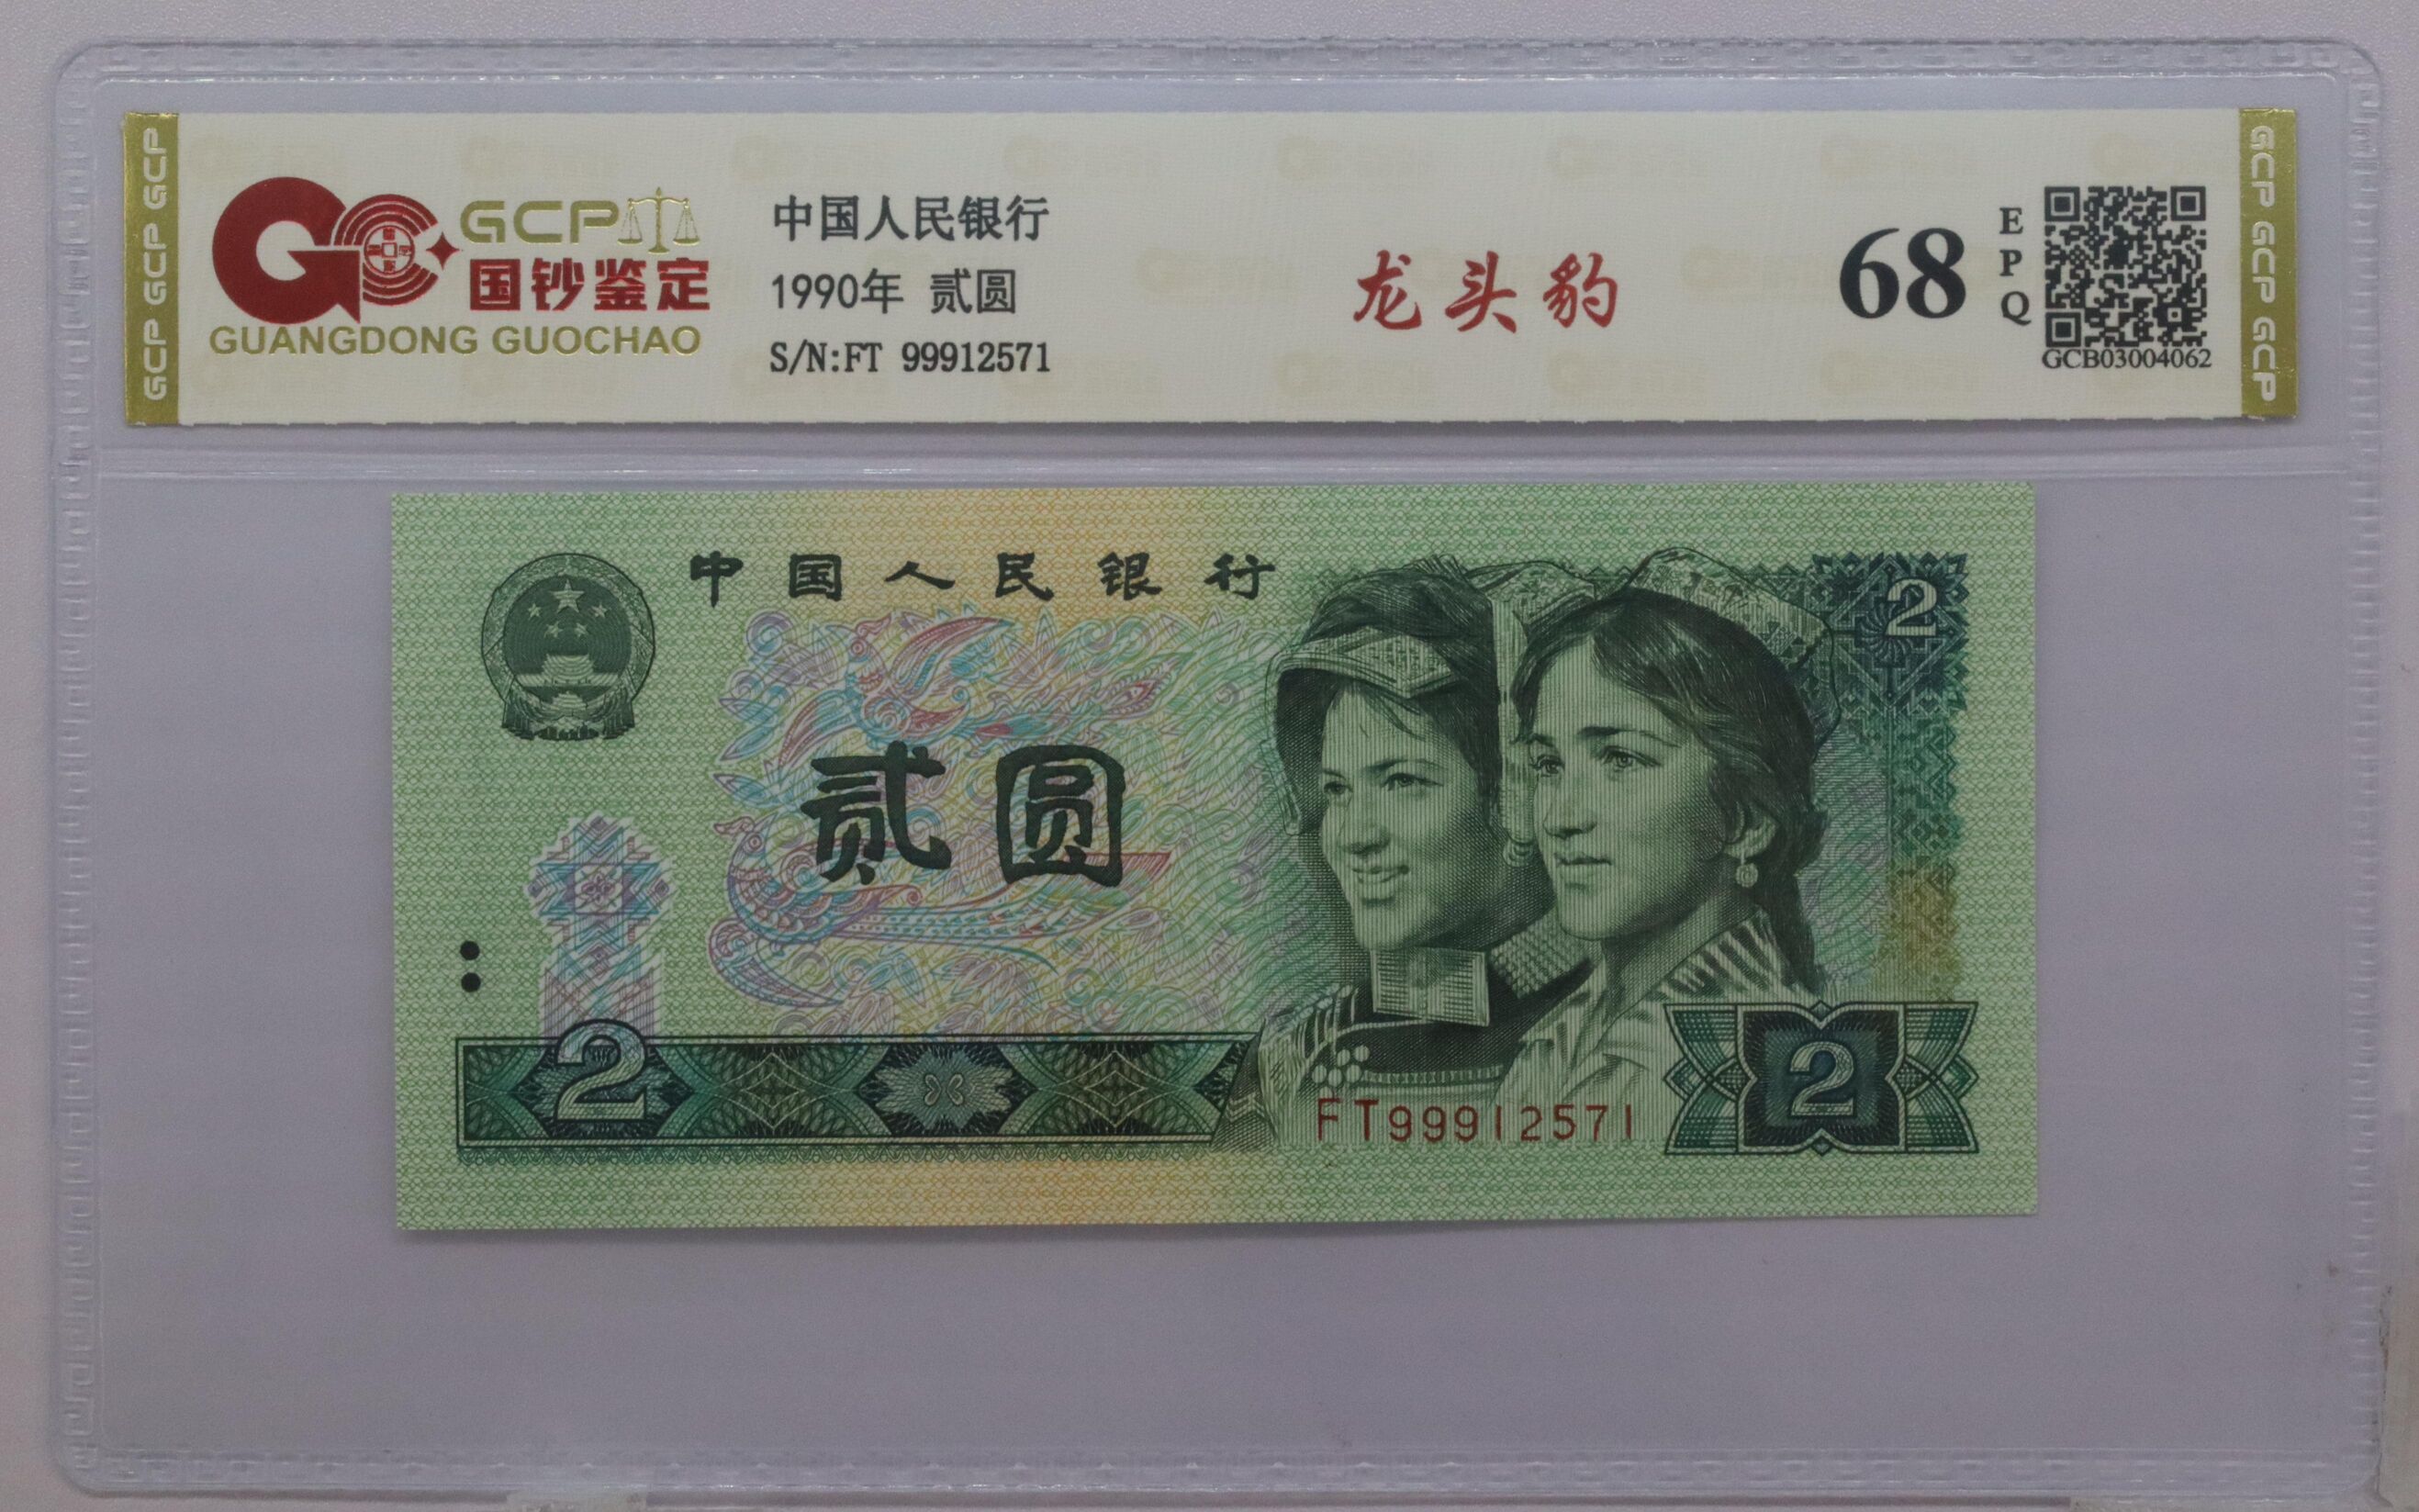 GCP GCP GCP
GC GCP
国钞鉴定
GUANGDONG GUOCHAO
中国人民银行
1990年 贰圆
S/N:FT 99912571
龙头豹
68
EPQ
GCB03004062
GCP GCP GCP
中国人民银行
2
贰圆
2
2
FT99912571